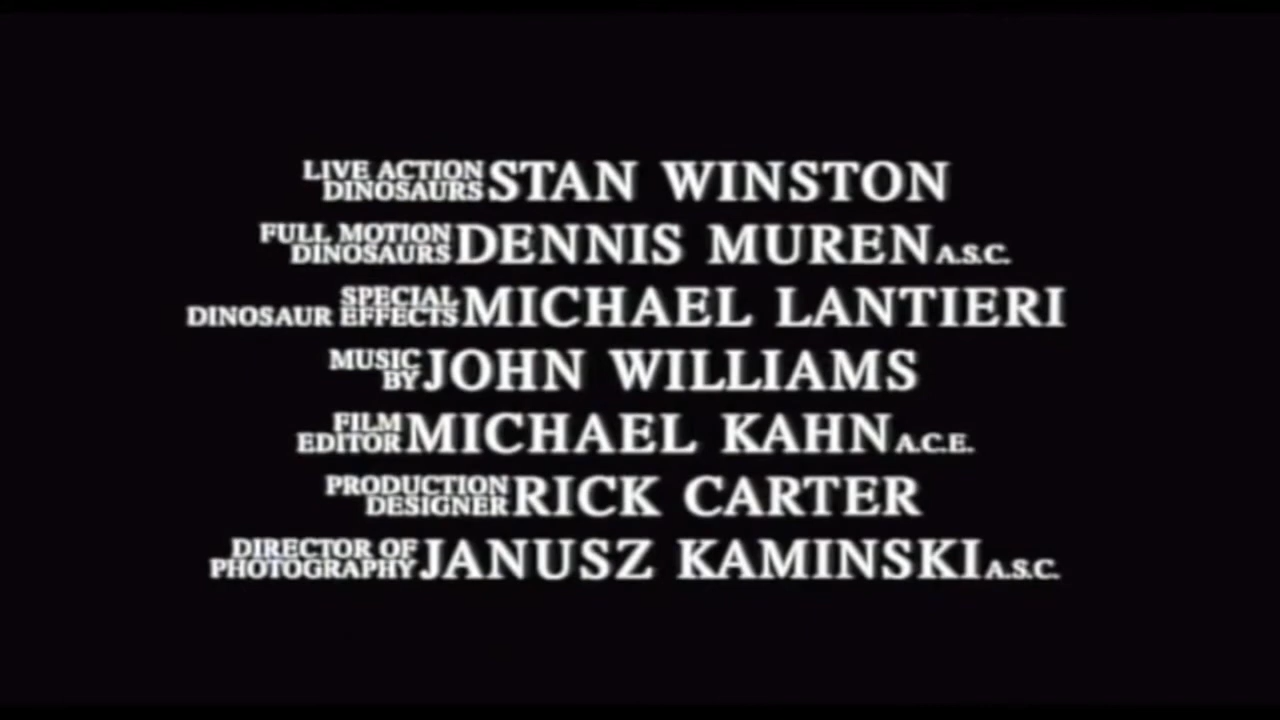 LIVE ACTION DINOSAURS STAN WINSTON
FULL MOTION DINOSAURS DENNIS MUREN A.S.C.
SPECIAL DINOSAUR EFFECTS MICHAEL LANTIERI
MUSIC BY JOHN WILLIAMS
FILM EDITOR MICHAEL KAHN A.C.E.
PRODUCTION DESIGNER RICK CARTER
DIRECTOR OF PHOTOGRAPHY JANUSZ KAMINSKI A.S.C.